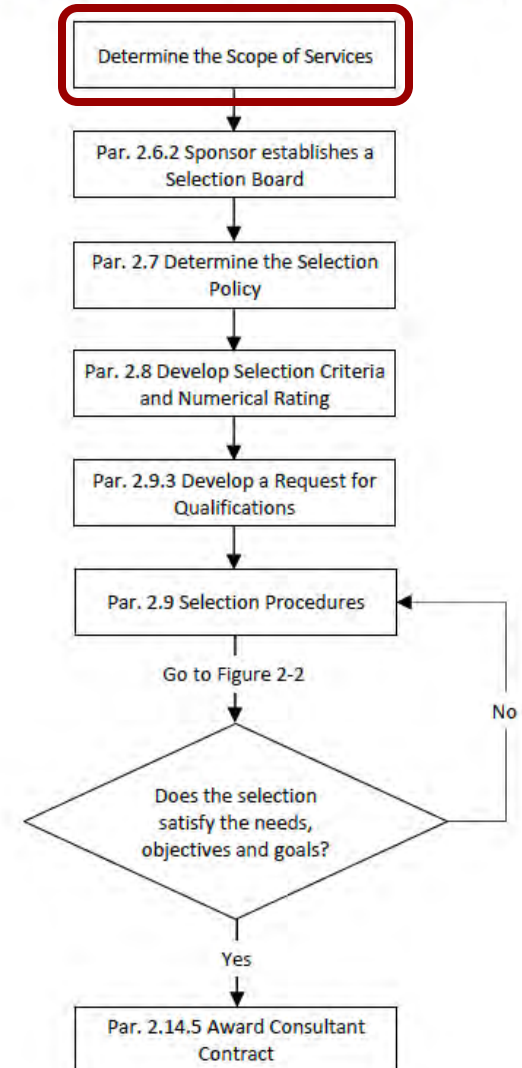 Determine the Scope of Services
Par. 2.6.2 Sponsor establishes a
Selection Board
Par. 2.7 Determine the Selection
Policy
Par. 2.8 Develop Selection Criteria
and Numerical Rating
Par. 2.9.3 Develop a Request for
Qualifications
Par. 2.9 Selection Procedures
Go to Figure 2-2
No
Does the selection
satisfy the needs,
objectives and goals?
Yes
Par. 2.14.5 Award Consultant
Contract